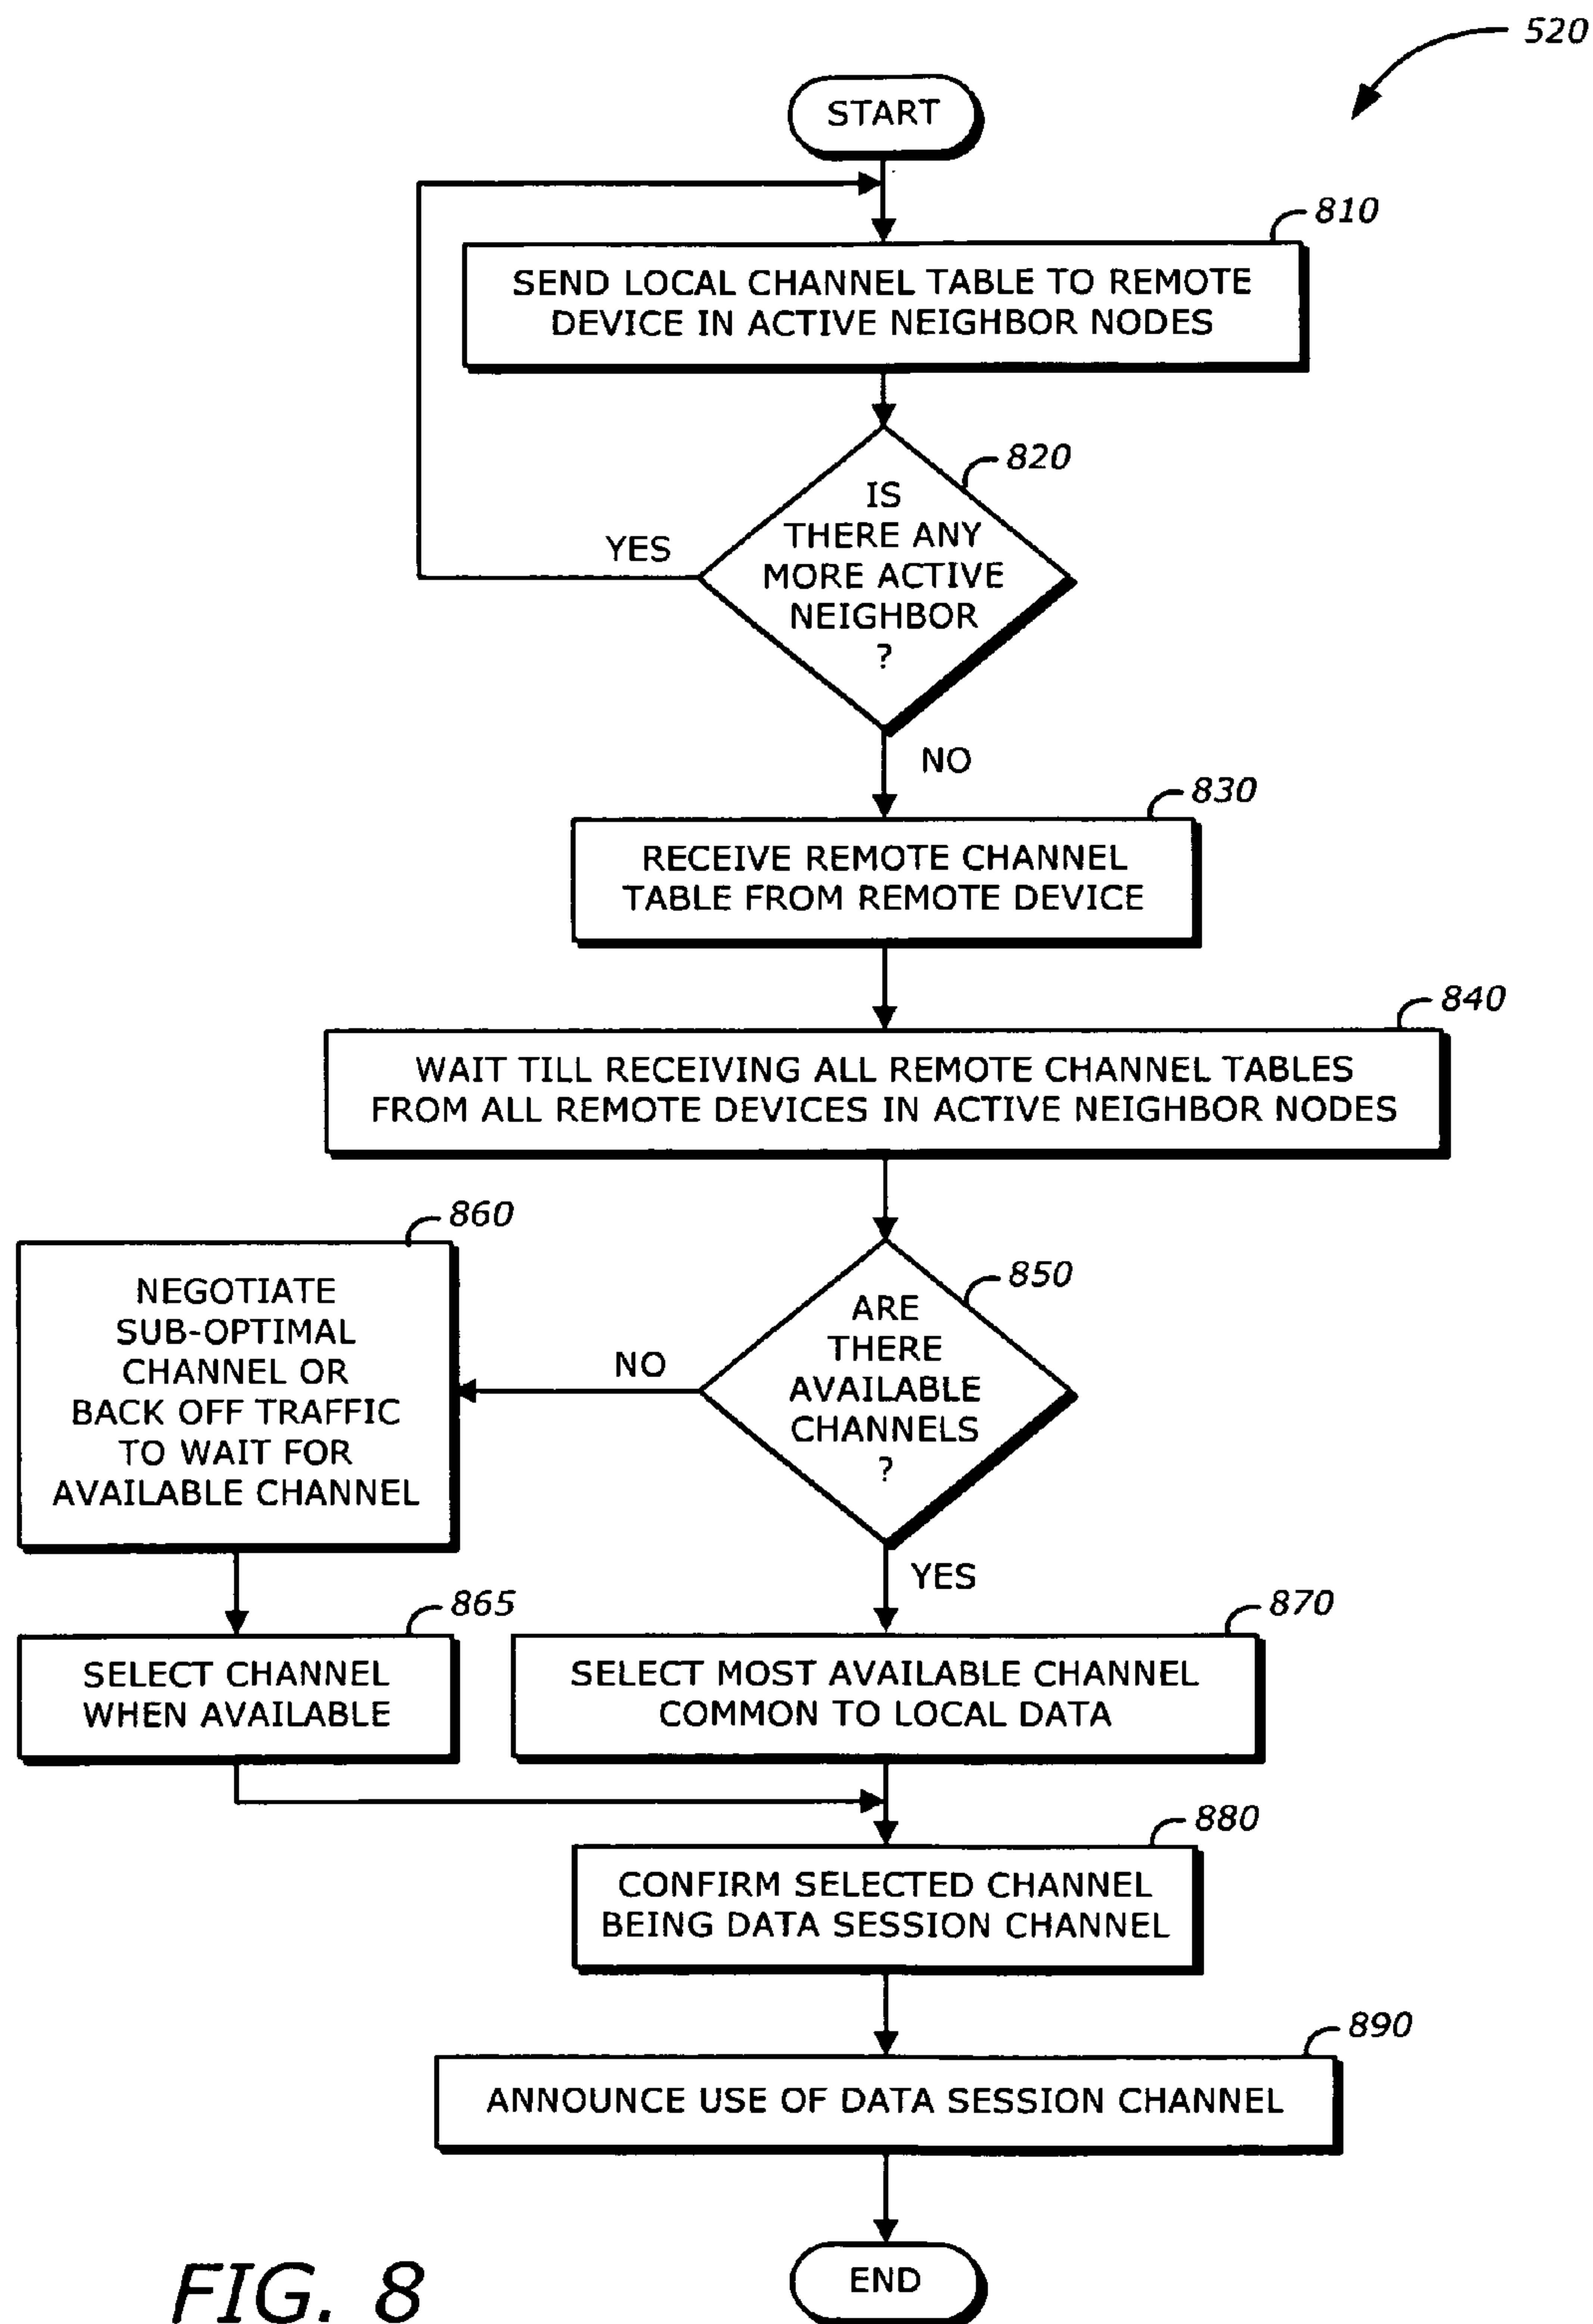 520
START
810
SEND LOCAL CHANNEL TABLE TO REMOTE
DEVICE IN ACTIVE NEIGHBOR NODES
820
IS
THERE ANY
MORE ACTIVE
NEIGHBOR
?
YES
NO
830
RECEIVE REMOTE CHANNEL
TABLE FROM REMOTE DEVICE
840
WAIT TILL RECEIVING ALL REMOTE CHANNEL TABLES
FROM ALL REMOTE DEVICES IN ACTIVE NEIGHBOR NODES
850
ARE
THERE
AVAILABLE
CHANNELS
?
NO
860
NEGOTIATE
SUB-OPTIMAL
CHANNEL OR
BACK OFF TRAFFIC
TO WAIT FOR
AVAILABLE CHANNEL
YES
865
SELECT CHANNEL
WHEN AVAILABLE
870
SELECT MOST AVAILABLE CHANNEL
COMMON TO LOCAL DATA
880
CONFIRM SELECTED CHANNEL
BEING DATA SESSION CHANNEL
890
ANNOUNCE USE OF DATA SESSION CHANNEL
END
FIG. 8